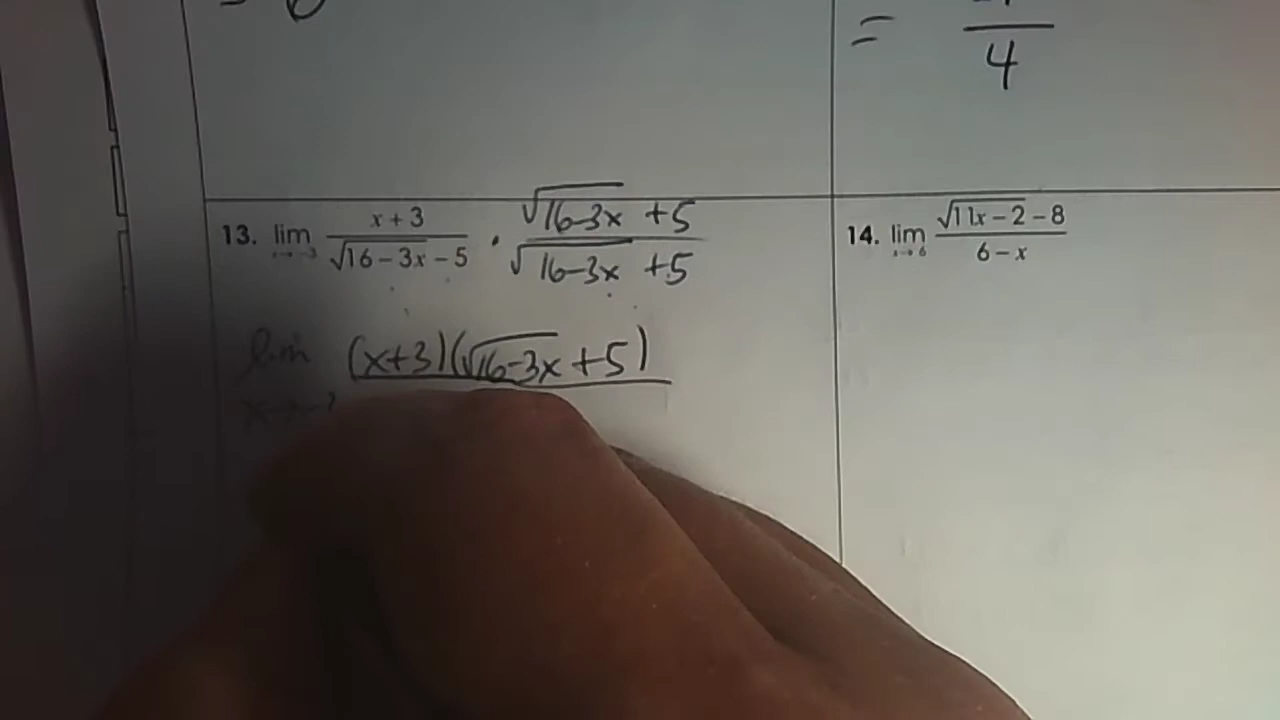 = 4
13. lim x→-3 (x + 3)/(√(16 - 3x) - 5) · (√(16-3x) + 5)/(√(16-3x) + 5)
14. lim x→6 (√(11x - 2) - 8)/(6 - x)
lim (x+3)(√(16-3x) + 5)